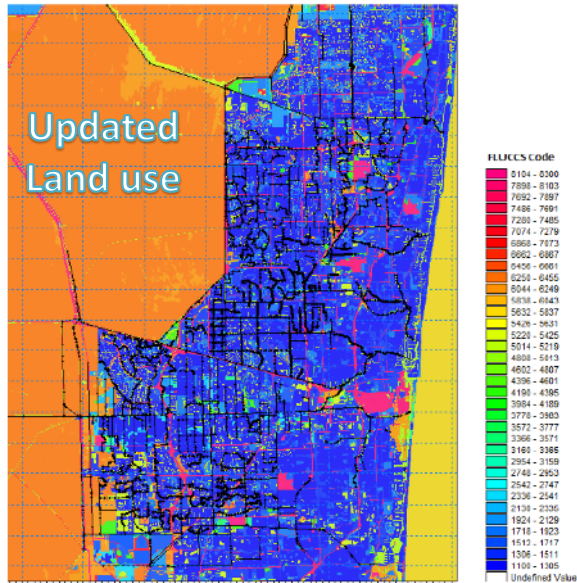 Updated
Land use
FLUCCS Code
8104 - 8300
7898 - 8103
7692 - 7897
7486 - 7691
7280 - 7485
7074 - 7279
6868 - 7073
6662 - 6867
6456 - 6661
6250 - 6455
6044 - 6249
5838 - 6043
5632 - 5837
5426 - 5631
5220 - 5425
5014 - 5219
4808 - 5013
4602 - 4807
4396 - 4601
4190 - 4395
3984 - 4189
3778 - 3983
3572 - 3777
3366 - 3571
3160 - 3365
2954 - 3159
2748 - 2953
2542 - 2747
2336 - 2541
2130 - 2335
1924 - 2129
1718 - 1923
1512 - 1717
1306 - 1511
1100 - 1305
Undefined Value